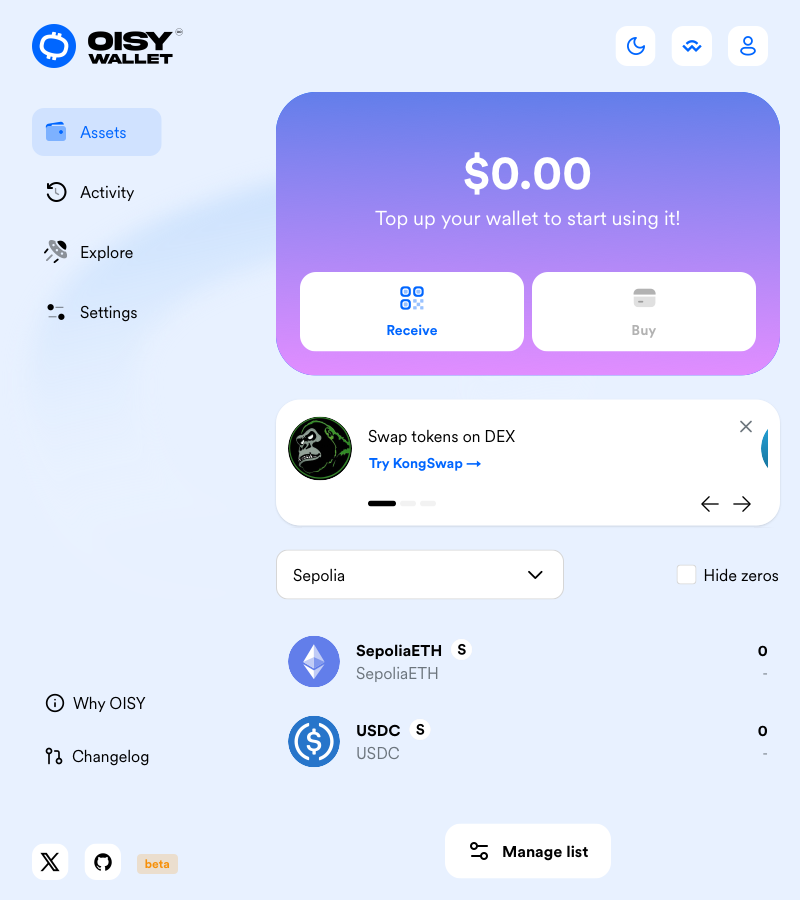 OISY
WALLET
Assets
Activity
Explore
Settings
$0.00
Top up your wallet to start using it!
Receive
Buy
Swap tokens on DEX
Try KongSwap →
Sepolia
Hide zeros
SepoliaETH S
0
SepoliaETH
-
USDC S
0
USDC
-
Why OISY
Changelog
beta
Manage list